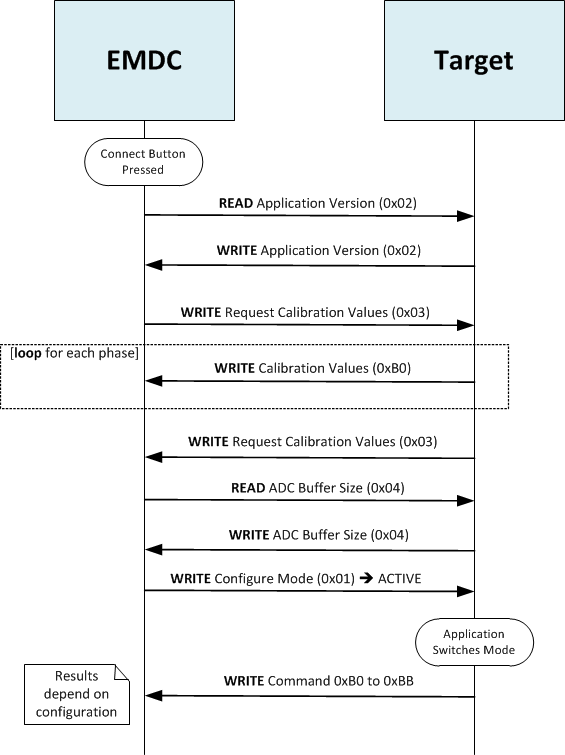 EMDC
Target
Connect Button
Pressed
READ Application Version (0x02)
WRITE Application Version (0x02)
WRITE Request Calibration Values (0x03)
[loop for each phase]
WRITE Calibration Values (0xB0)
WRITE Request Calibration Values (0x03)
READ ADC Buffer Size (0x04)
WRITE ADC Buffer Size (0x04)
WRITE Configure Mode (0x01) ➔ ACTIVE
Application
Switches Mode
WRITE Command 0xB0 to 0xBB
Results
depend on
configuration